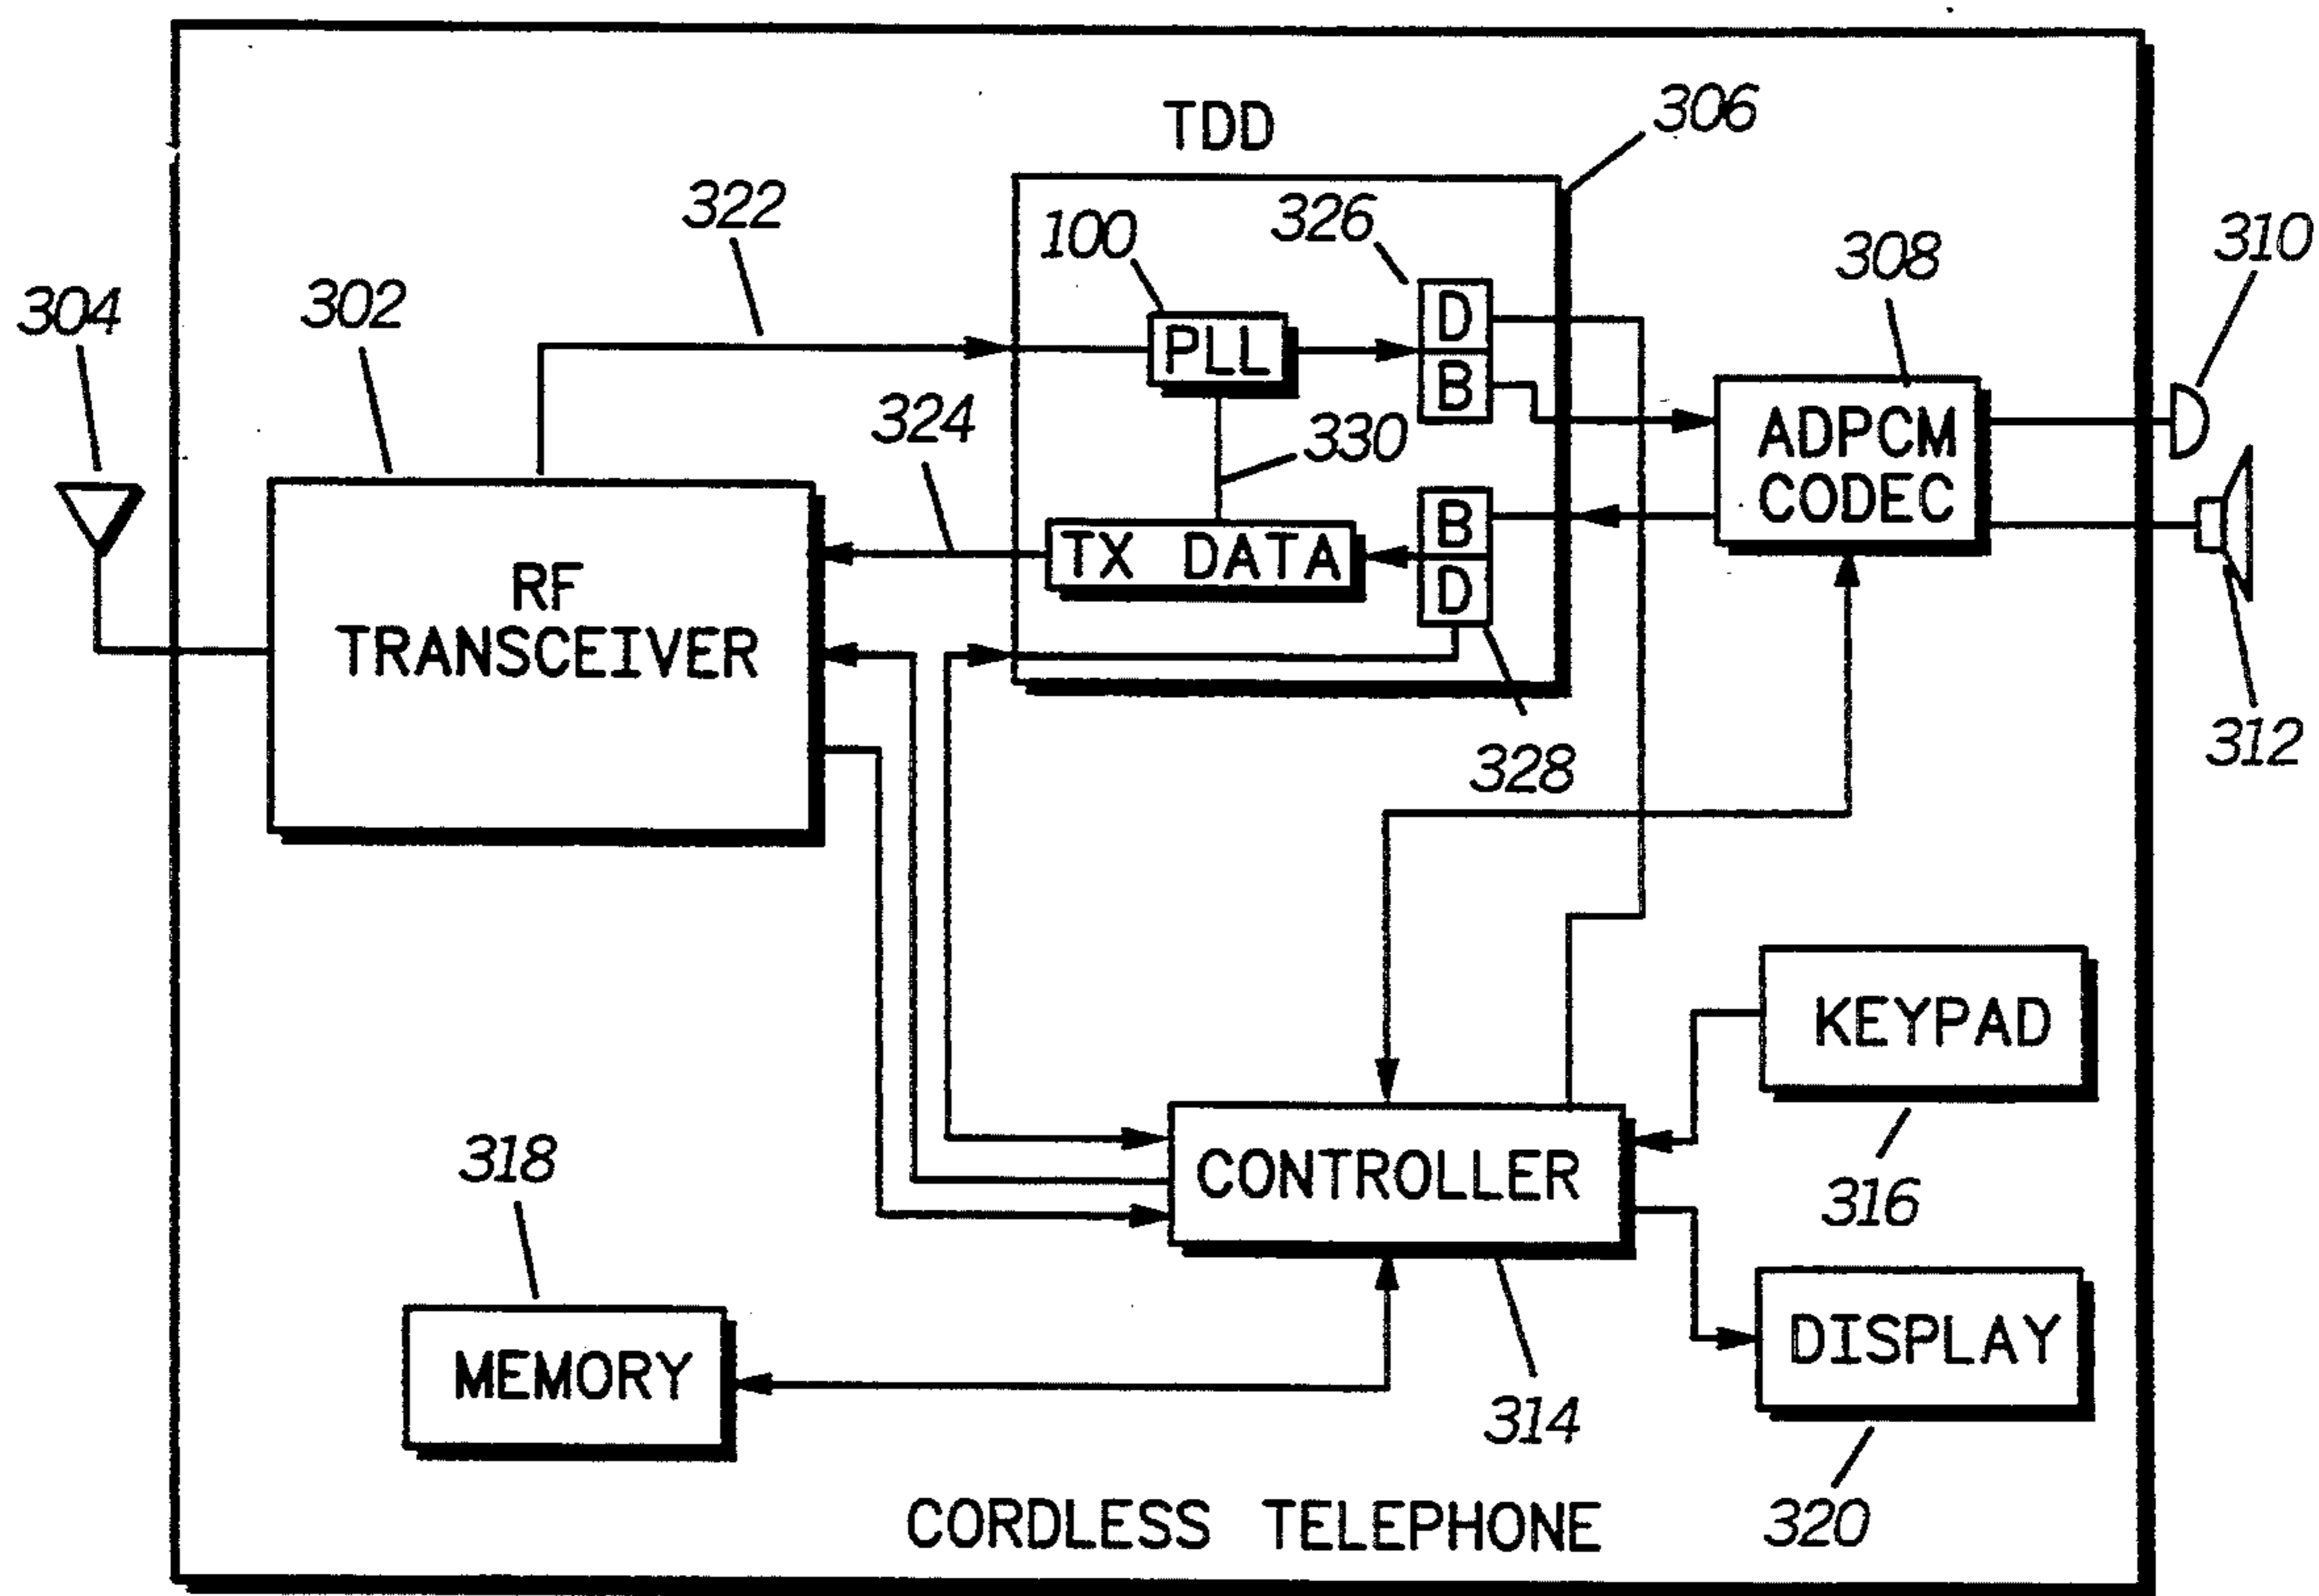 TDD
306
322
100
326
310
308
304
302
PLL
D
B
324
330
ADPCM
CODEC
B
D
TX DATA
RF
TRANSCEIVER
328
312
KEYPAD
318
CONTROLLER
316
MEMORY
DISPLAY
314
320
CORDLESS TELEPHONE